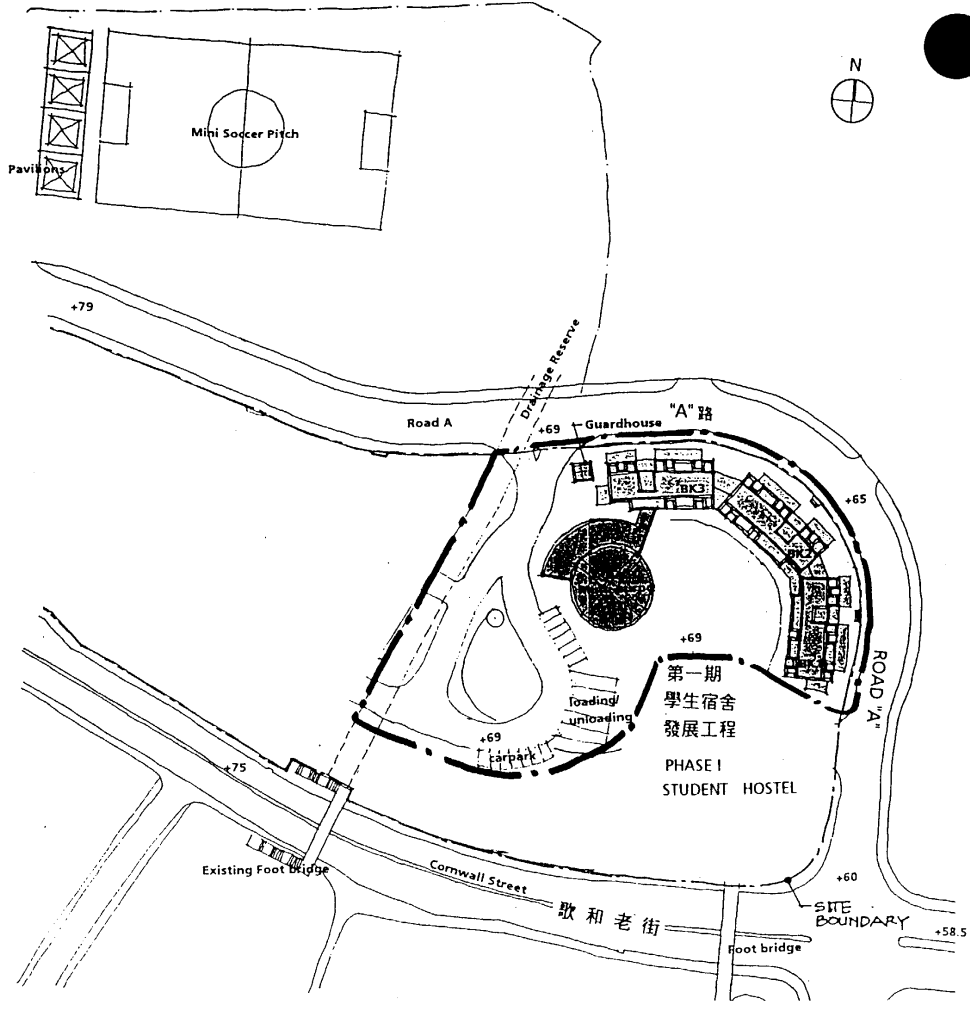 N
Mini Soccer Pitch
Pavilions
+79
Drainage Reserve
Road A
+69
Guardhouse
"A" 路
BK3
+65
BK2
+69
第一期
學生宿舍
發展工程
PHASE I
STUDENT HOSTEL
ROAD "A"
loading/
unloading
+69
carpark
+75
Existing Foot bridge
Cornwall Street
歌和老街
+60
SITE
BOUNDARY
+58.5
Foot bridge